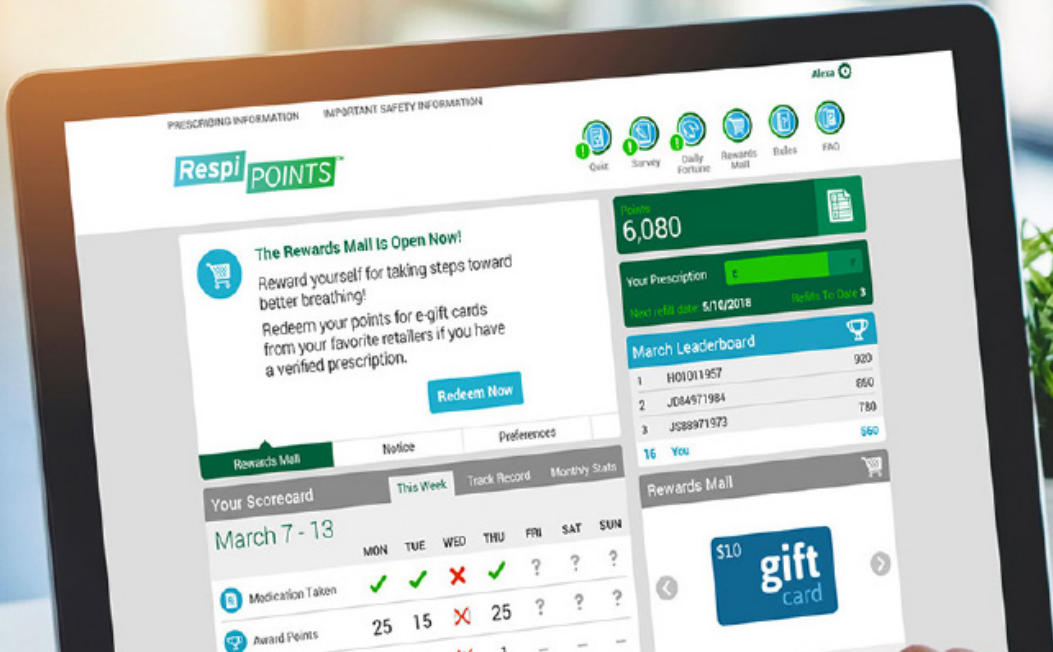 Alexa
PRESCRIBING INFORMATION IMPORTANT SAFETY INFORMATION
Respi POINTS™
Quiz
Survey
Daily
Fortune
Rewards
Mall
Rules
FAQ
The Rewards Mall Is Open Now!
Reward yourself for taking steps toward
better breathing!
Redeem your points for e-gift cards
from your favorite retailers if you have
a verified prescription.
Redeem Now
Rewards Mall Notice Preferences
Points
6,080
Your Prescription E F
Next refill date: 5/10/2018 Refills To Date 3
March Leaderboard
1 H01011957 920
2 JD84971984 850
3 JS88971973 780
16 You 560
Your Scorecard This Week Track Record Monthly Stats
March 7 - 13
MON TUE WED THU FRI SAT SUN
Medication Taken ✓ ✓ ✗ ✓ ? ? ?
Award Points 25 15 ✗ 25 ? ? ?
Rewards Mall
$10
gift
card